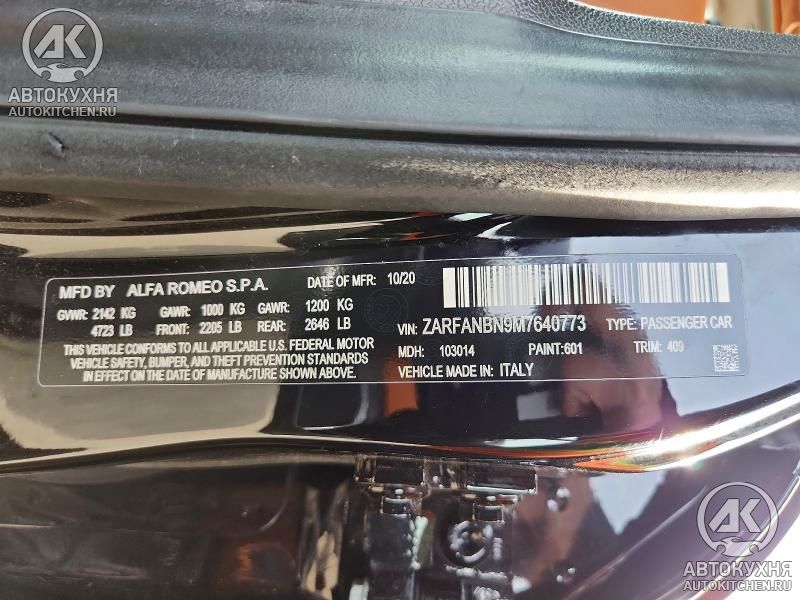 AK
АВТОКУХНЯ
AUTOKITCHEN.RU
MFD BY ALFA ROMEO S.P.A. DATE OF MFR: 10/20
GVWR: 2142 KG GAWR: 1000 KG GAWR: 1200 KG
4723 LB FRONT: 2205 LB REAR: 2646 LB
THIS VEHICLE CONFORMS TO ALL APPLICABLE U.S. FEDERAL MOTOR
VEHICLE SAFETY, BUMPER, AND THEFT PREVENTION STANDARDS
IN EFFECT ON THE DATE OF MANUFACTURE SHOWN ABOVE.
VIN: ZARFANBN9M7640773 TYPE: PASSENGER CAR
MDH: 103014 PAINT:601 TRIM: 409
VEHICLE MADE IN: ITALY
AK
АВТОКУХНЯ
AUTOKITCHEN.RU